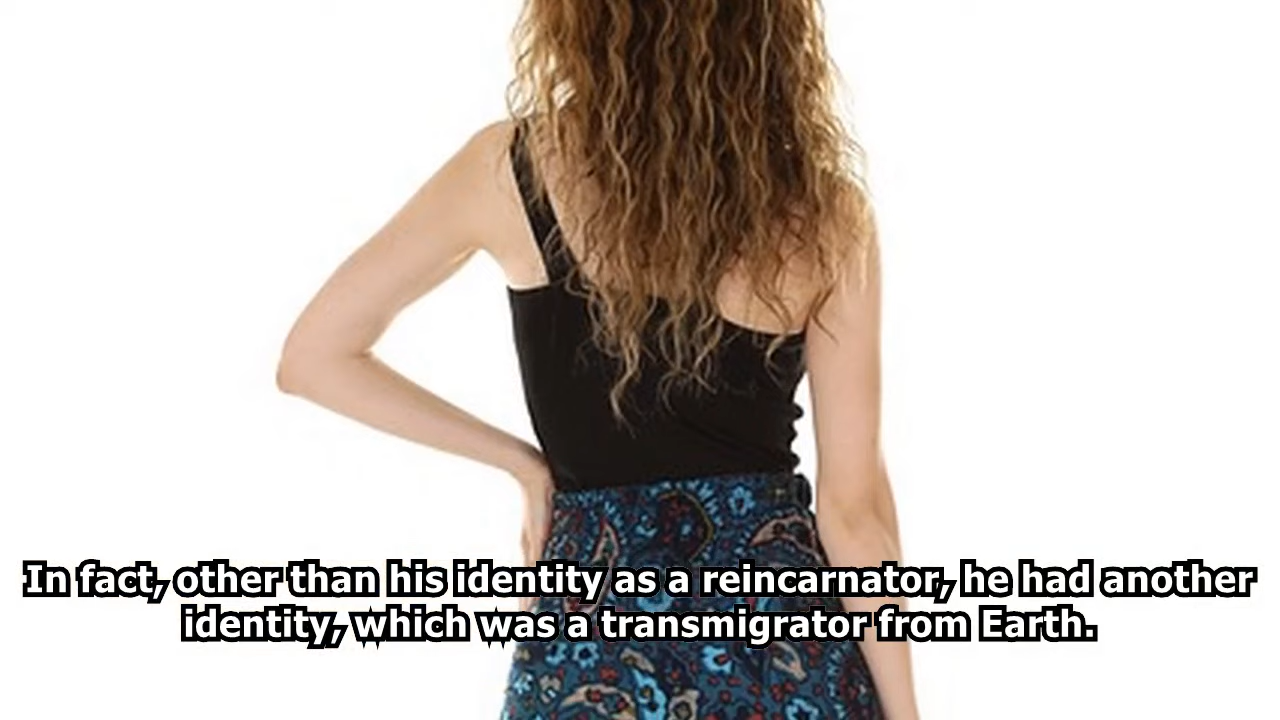 In fact, other than his identity as a reincarnator, he had another
identity, which was a transmigrator from Earth.